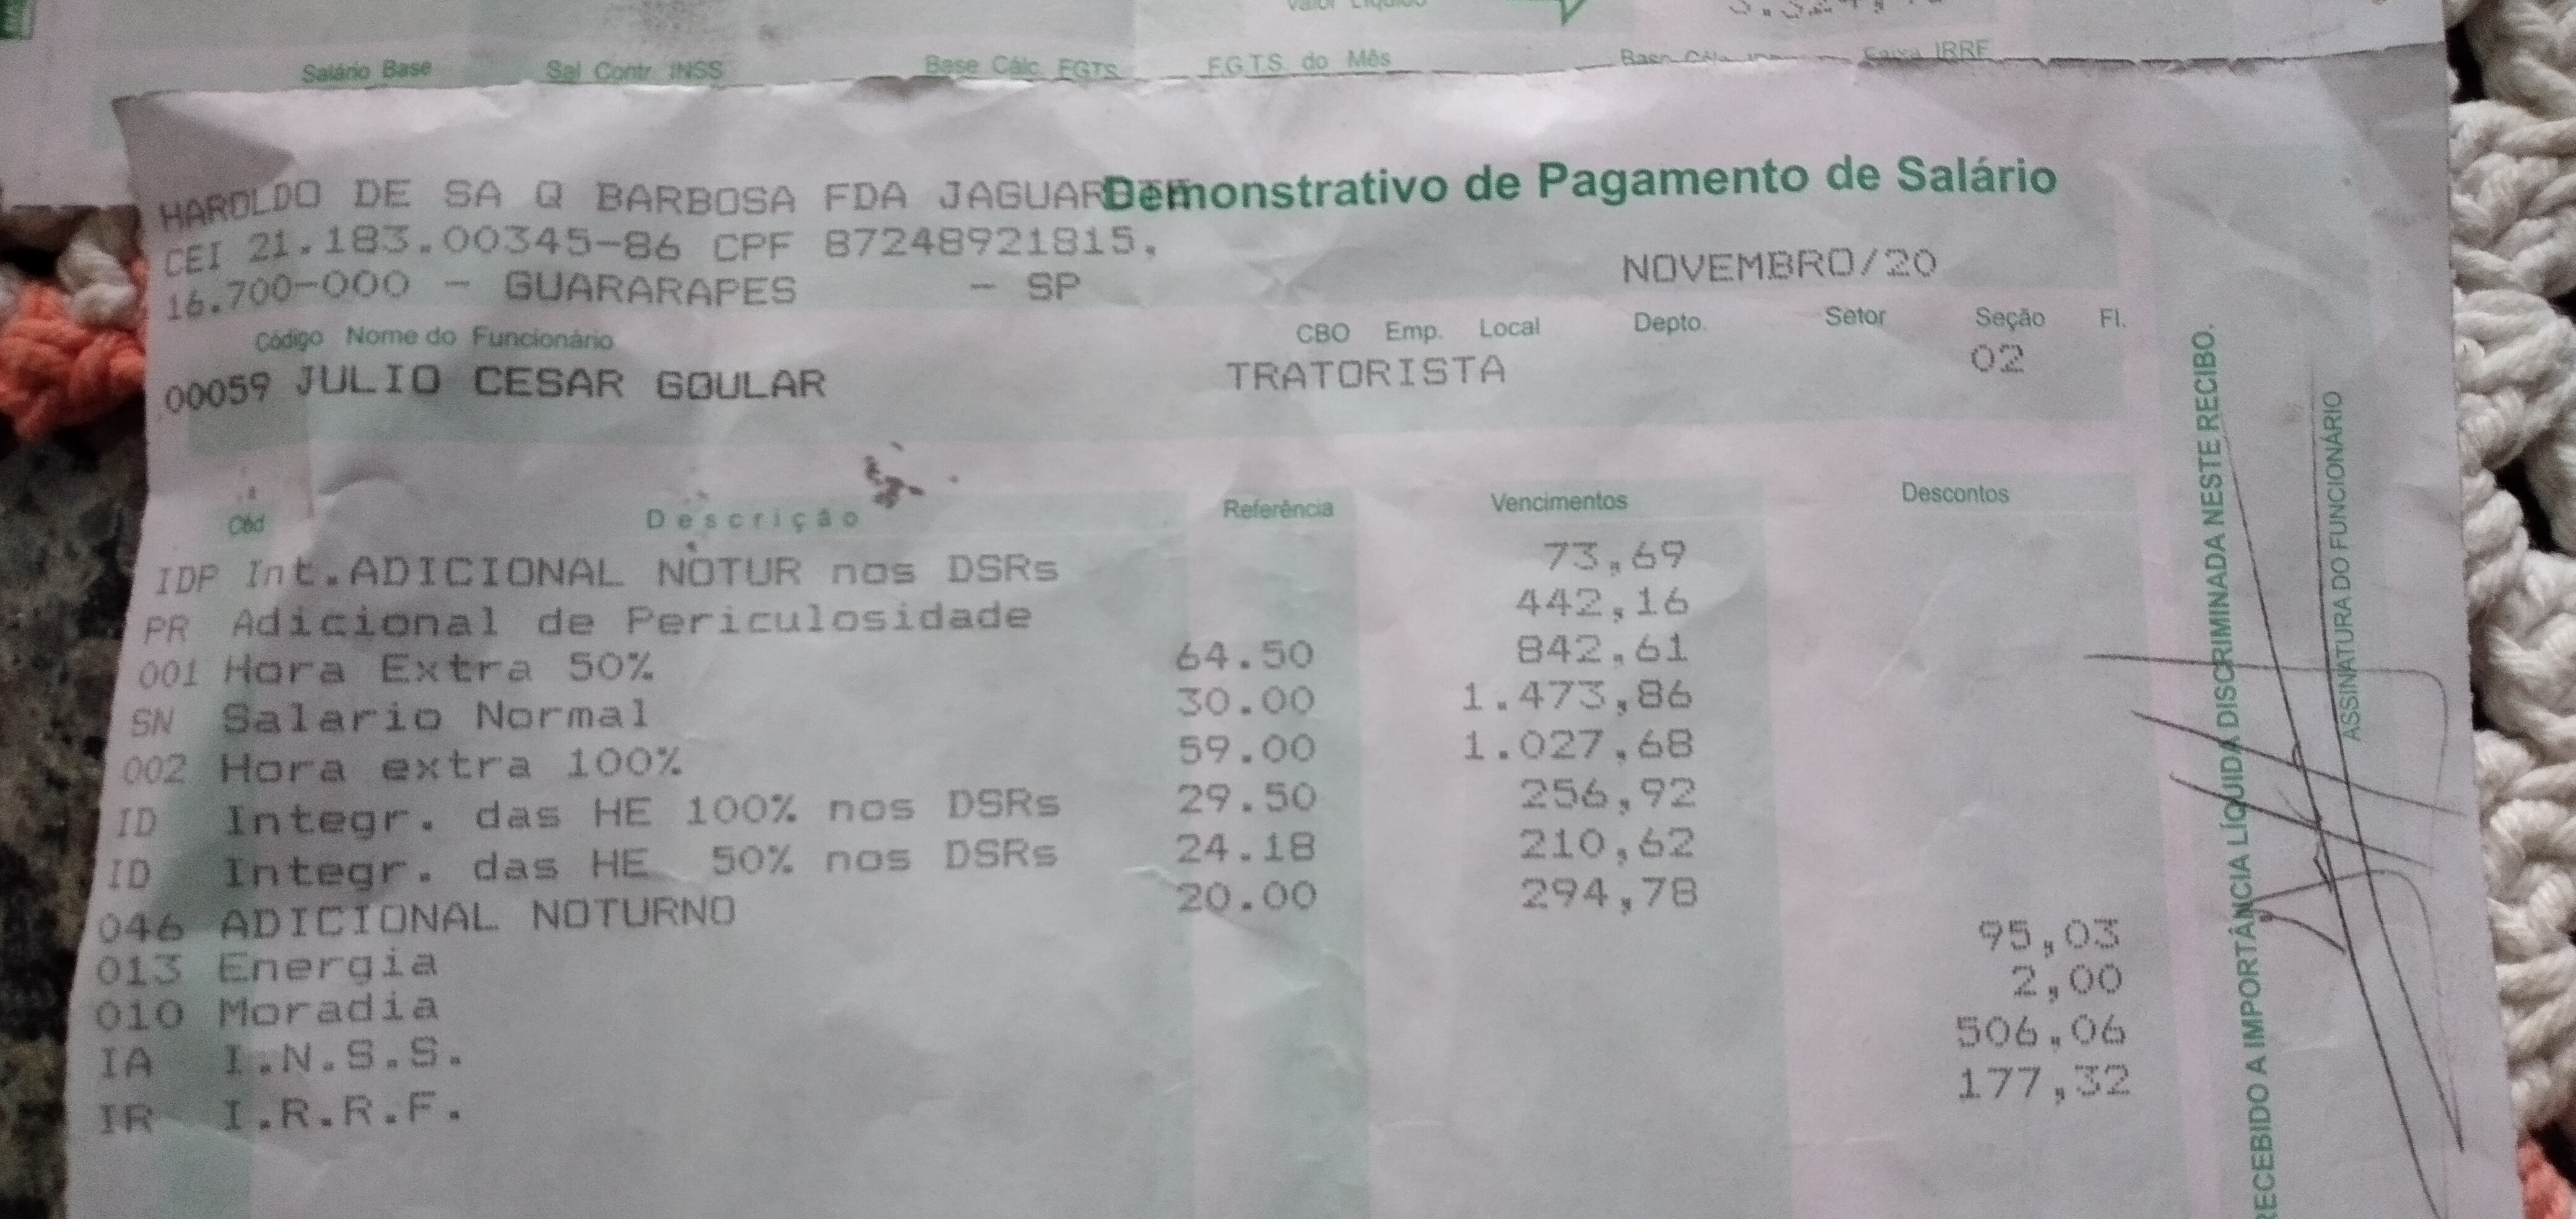 Valor Líquido
Salário Base Sal Contr. INSS Base Cálc. FGTS F.G.T.S. do Mês Faixa IRRF
HAROLDO DE SA Q BARBOSA FDA JAGUARETE Demonstrativo de Pagamento de Salário
CEI 21.183.00345-86 CPF 87248921815.
16.700-000 - GUARARAPES - SP NOVEMBRO/20
Código Nome do Funcionário CBO Emp. Local Depto. Setor Seção Fl.
00059 JULIO CESAR GOULAR TRATORISTA 02
Cód Descrição Referência Vencimentos Descontos
IDP Int.ADICIONAL NOTUR nos DSRs 73,69
PR Adicional de Periculosidade 442,16
001 Hora Extra 50% 64.50 842,61
SN Salario Normal 30.00 1.473,86
002 Hora extra 100% 59.00 1.027,68
ID Integr. das HE 100% nos DSRs 29.50 256,92
ID Integr. das HE 50% nos DSRs 24.18 210,62
046 ADICIONAL NOTURNO 20.00 294,78
013 Energia 95,03
010 Moradia 2,00
IA I.N.S.S. 506,06
IR I.R.R.F. 177,32
RECEBIDO A IMPORTÂNCIA LÍQUIDA DISCRIMINADA NESTE RECIBO.
ASSINATURA DO FUNCIONÁRIO